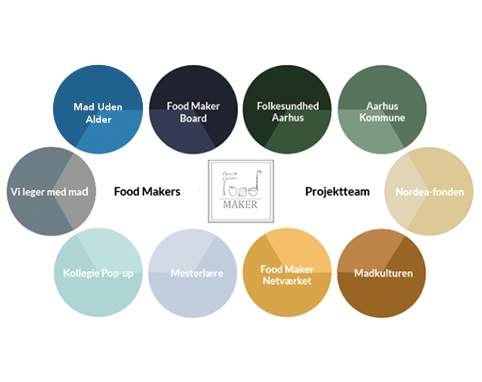 Mad Uden
Alder
Food Maker
Board
Folkesundhed
Aarhus
Aarhus
Kommune
Vi leger med mad
Food Makers
Food
MAKER
Projektteam
Nordea-fonden
Kollegie Pop-up
Mesterlære
Food Maker
Netværket
Madkulturen